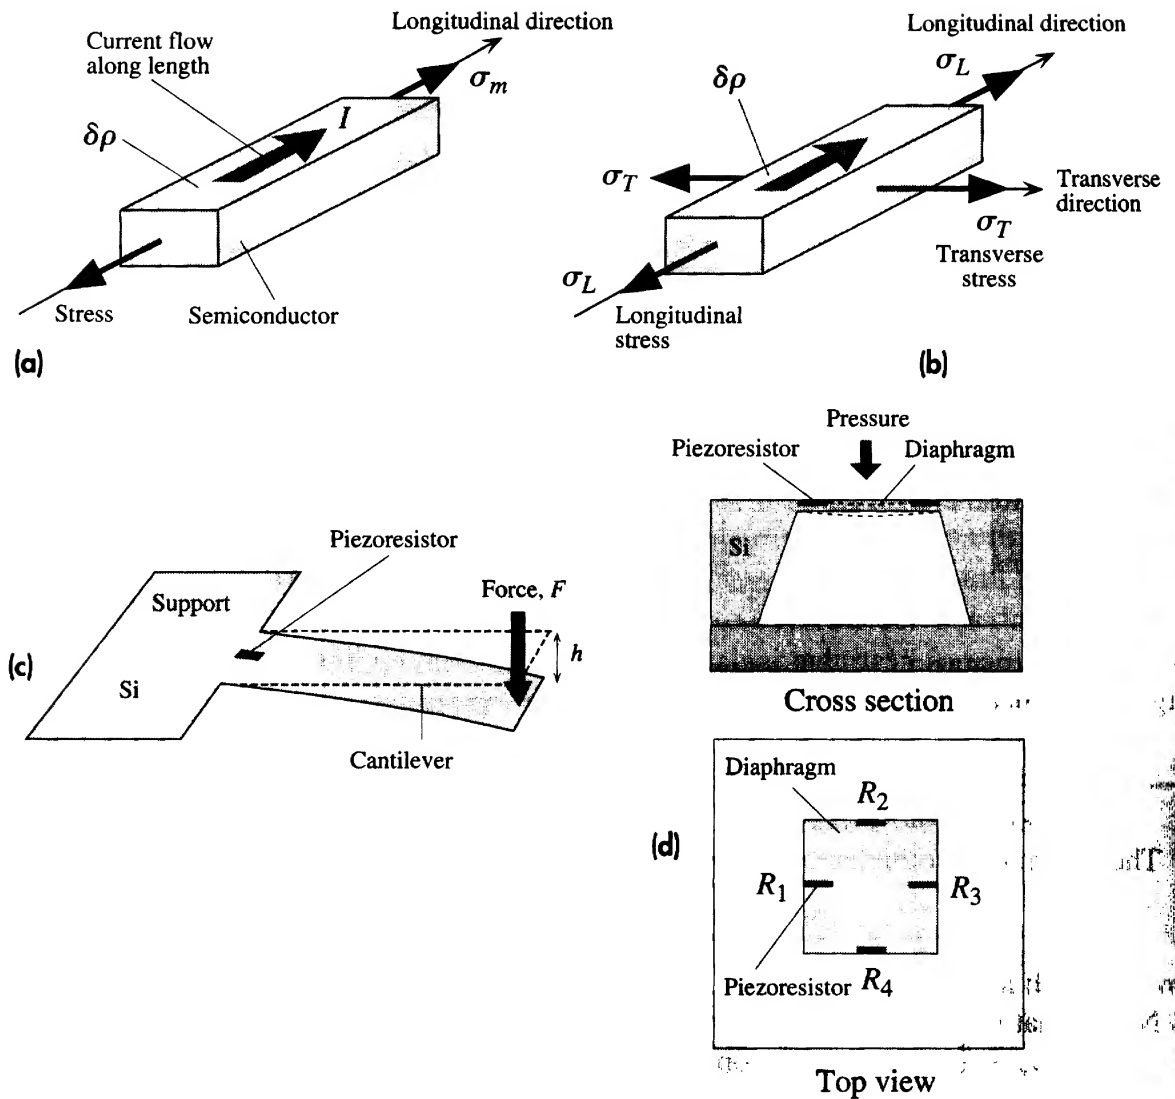 Longitudinal direction
Current flow
along length
σm
I
δρ
Stress
Semiconductor
(a)
Longitudinal direction
σL
δρ
σT
Transverse
direction
σT
Transverse
stress
σL
Longitudinal
stress
(b)
Piezoresistor
Support
Force, F
h
Si
Cantilever
(c)
Pressure
Piezoresistor
Diaphragm
Si
Cross section
Diaphragm
R2
R1
R3
R4
Piezoresistor
(d)
Top view